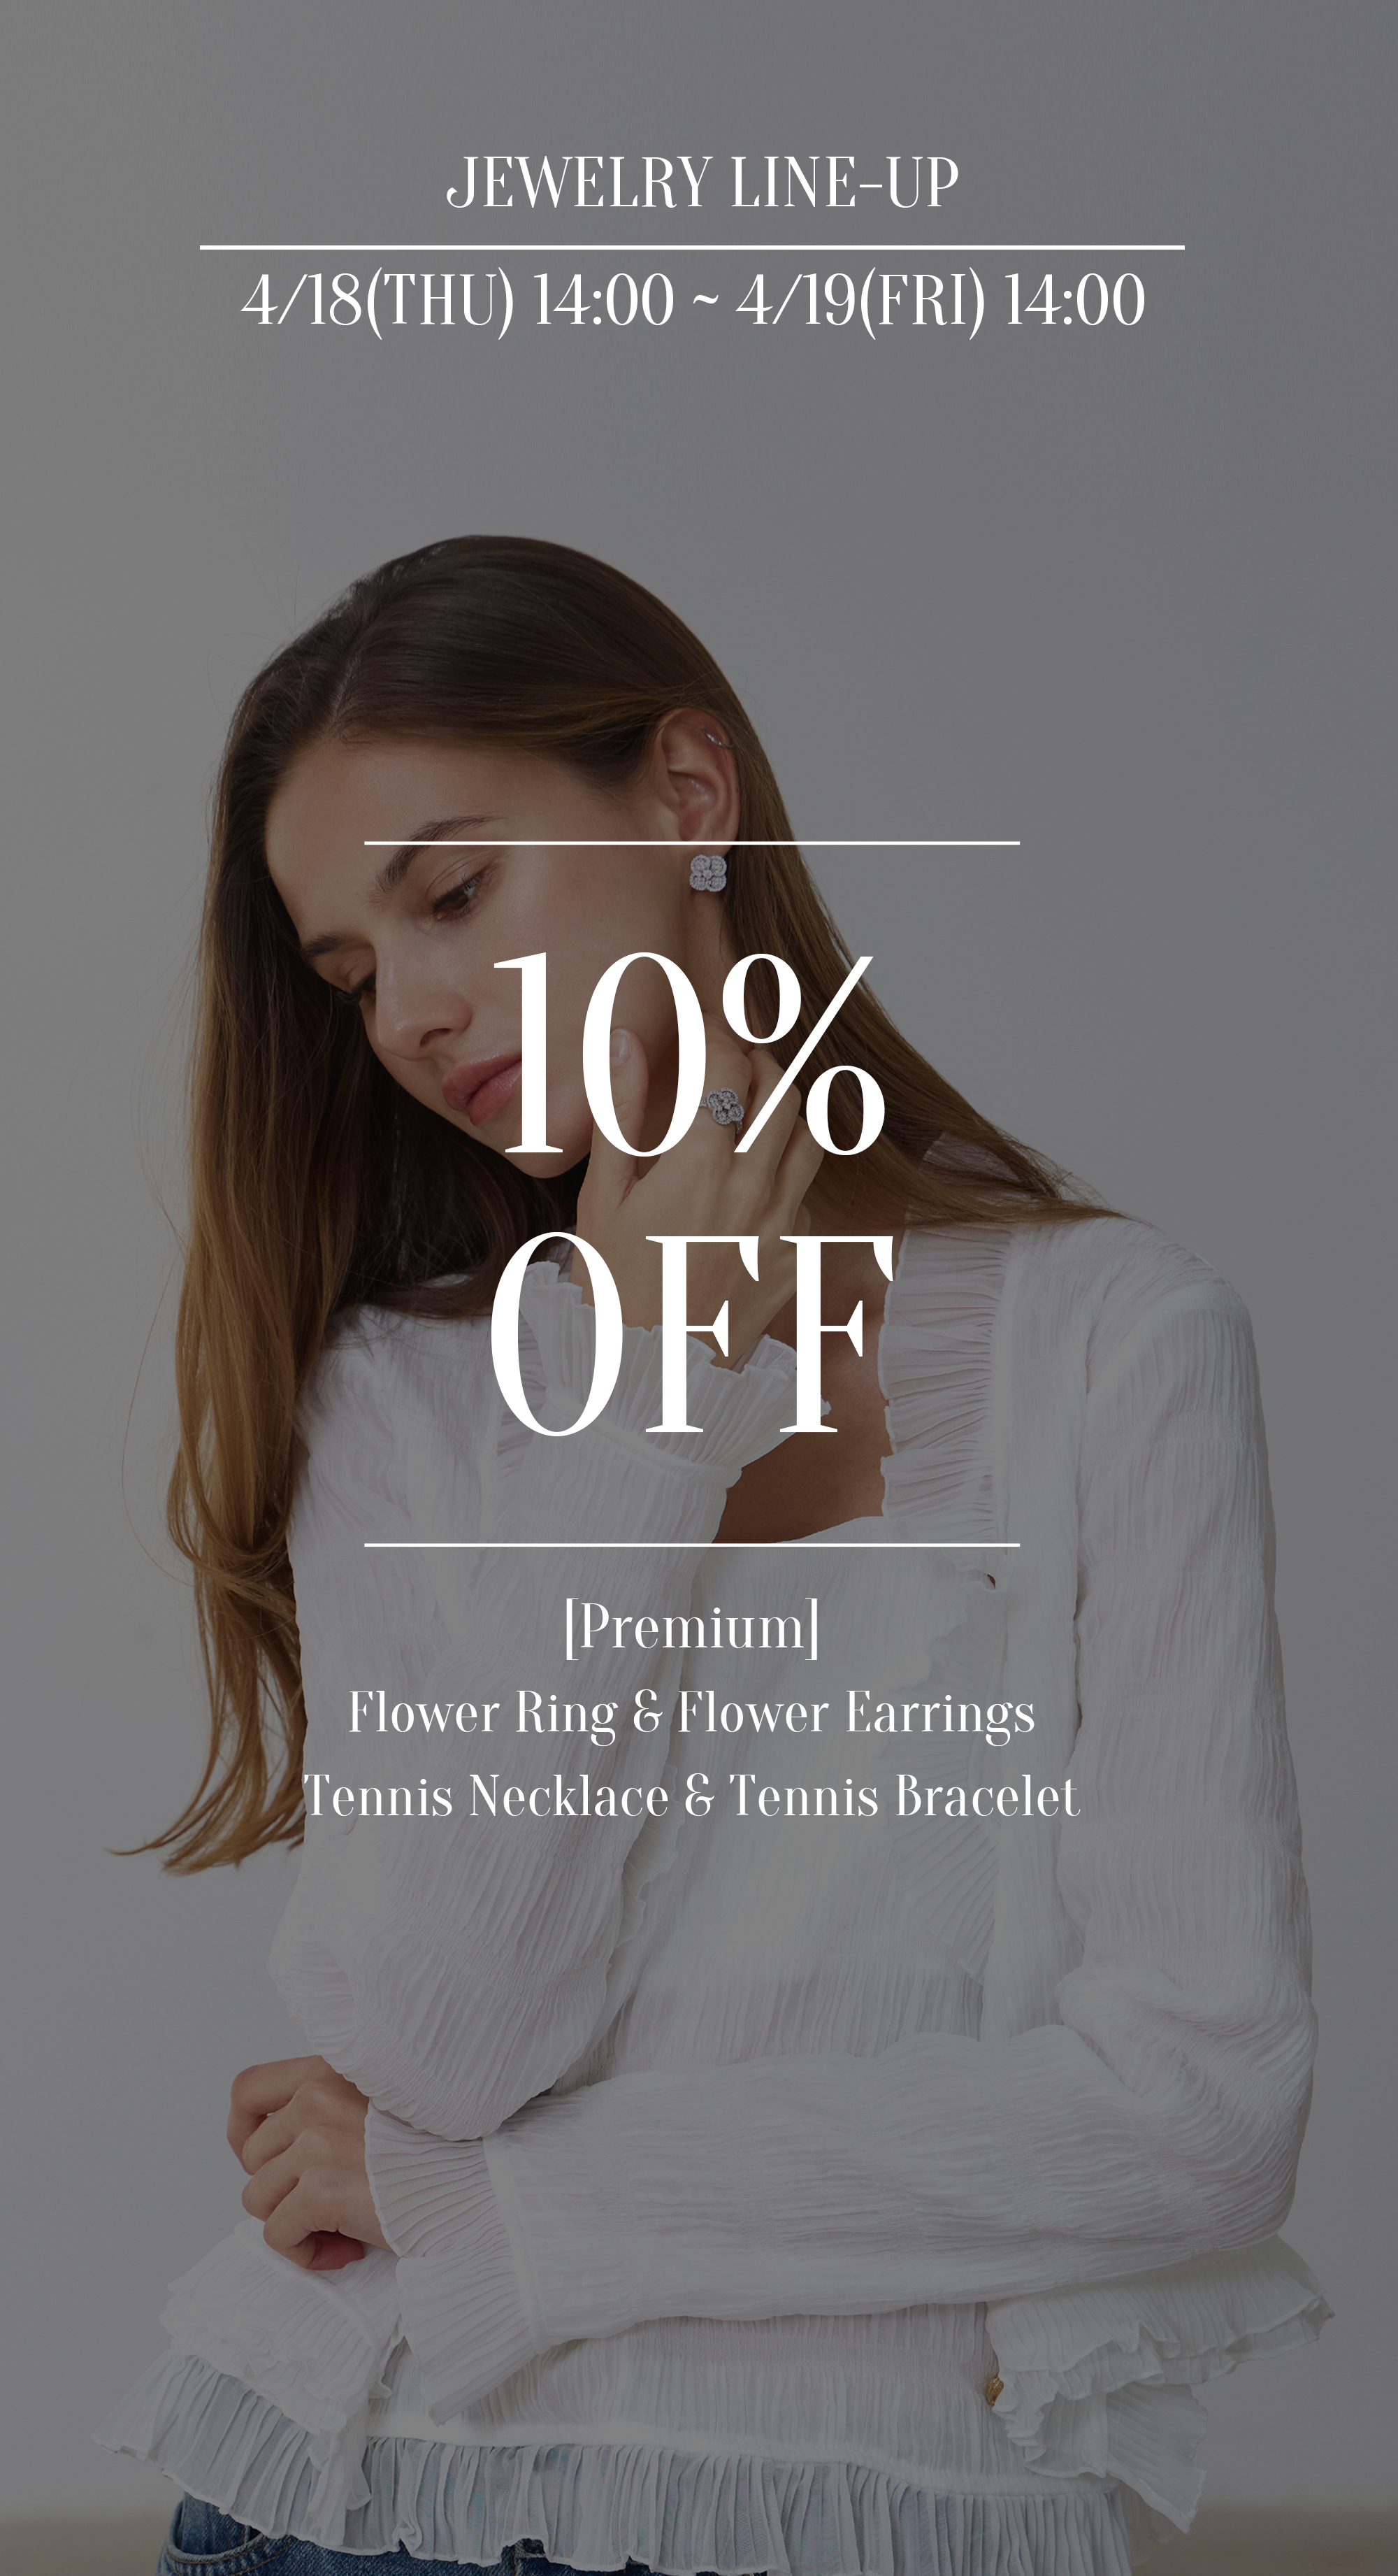 JEWELRY LINE-UP
4/18(THU) 14:00 ~ 4/19(FRI) 14:00
10%
OFF
[Premium]
Flower Ring & Flower Earrings
Tennis Necklace & Tennis Bracelet